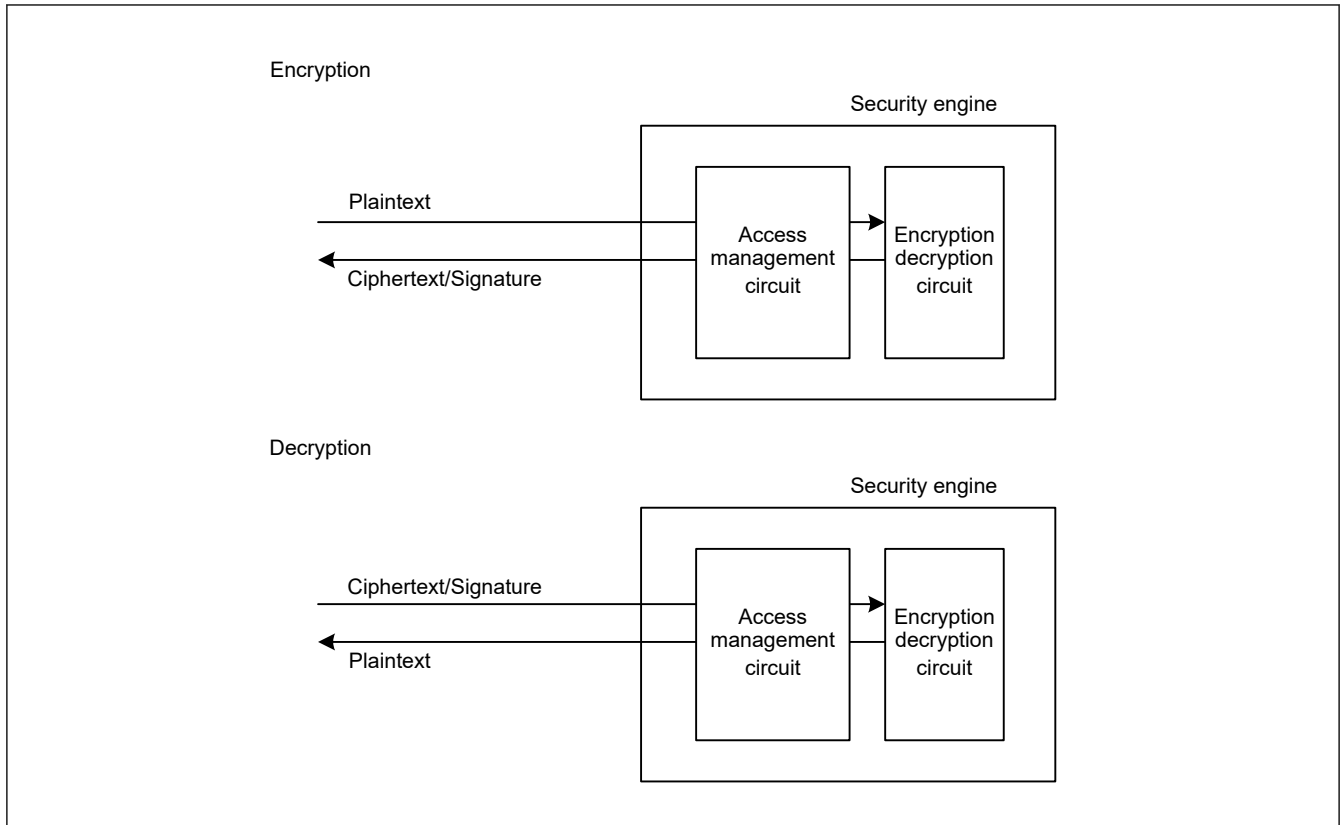 Encryption
Security engine
Plaintext
Ciphertext/Signature
Access
management
circuit
Encryption
decryption
circuit
Decryption
Security engine
Ciphertext/Signature
Plaintext
Access
management
circuit
Encryption
decryption
circuit